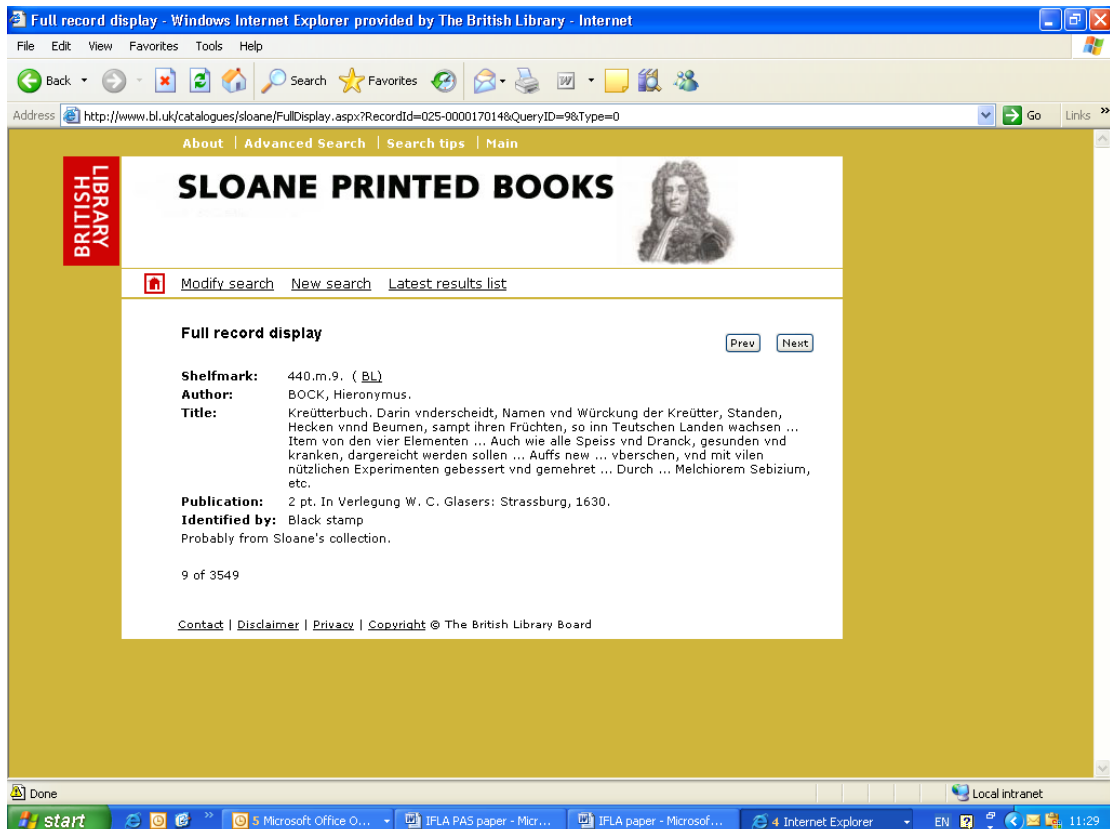 Full record display - Windows Internet Explorer provided by The British Library - Internet
File Edit View Favorites Tools Help
Back Search Favorites
Address http://www.bl.uk/catalogues/sloane/FullDisplay.aspx?RecordId=025-000017014&QueryID=9&Type=0 Go Links »
About | Advanced Search | Search tips | Main
BRITISH LIBRARY
SLOANE PRINTED BOOKS
Modify search New search Latest results list
Full record display
Prev Next
Shelfmark: 440.m.9. ( BL)
Author: BOCK, Hieronymus.
Title: Kreütterbuch. Darin vnderscheidt, Namen vnd Würckung der Kreütter, Standen,
Hecken vnnd Beumen, sampt ihren Früchten, so inn Teutschen Landen wachsen ...
Item von den vier Elementen ... Auch wie alle Speiss vnd Dranck, gesunden vnd
kranken, dargereicht werden sollen ... Auffs new ... vberschen, vnd mit vilen
nützlichen Experimenten gebessert vnd gemehret ... Durch ... Melchiorem Sebizium,
etc.
Publication: 2 pt. In Verlegung W. C. Glasers: Strassburg, 1630.
Identified by: Black stamp
Probably from Sloane's collection.
9 of 3549
Contact | Disclaimer | Privacy | Copyright © The British Library Board
Done Local intranet
start » 5 Microsoft Office O... IFLA PAS paper - Micr... IFLA paper - Microsof... 4 Internet Explorer EN 11:29